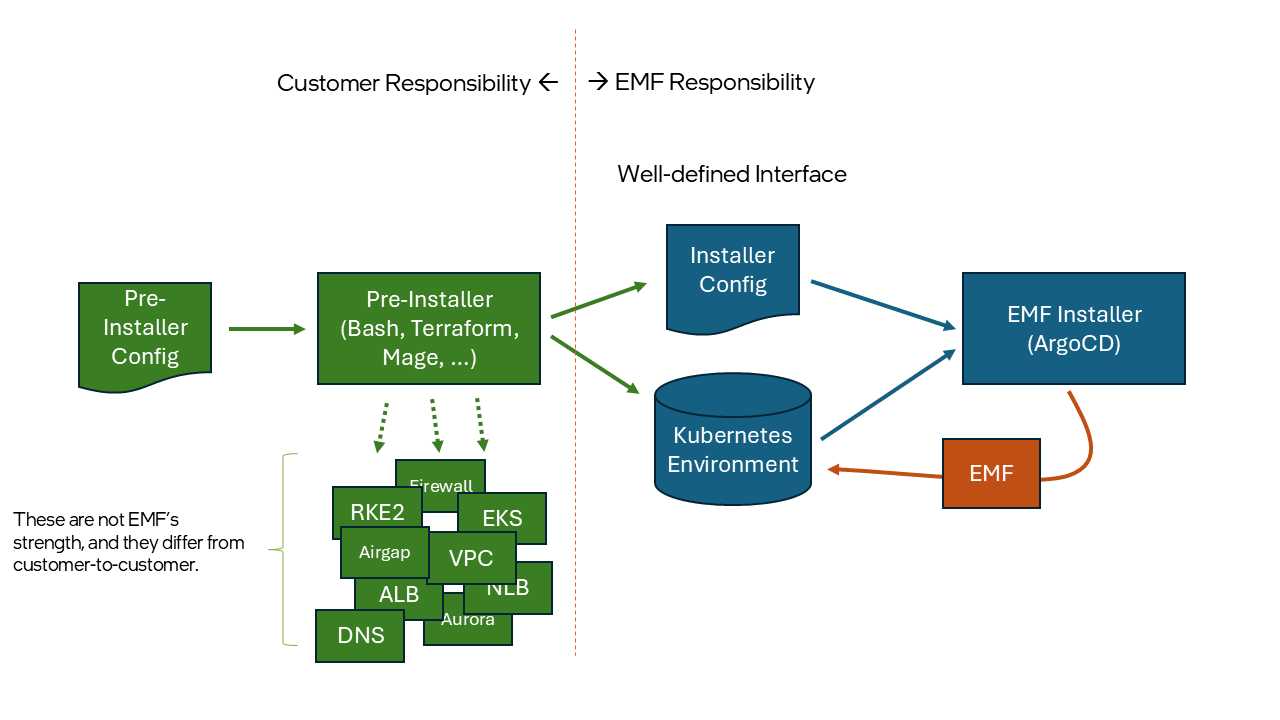 Customer Responsibility ←
→ EMF Responsibility
Well-defined Interface
Pre-
Installer
Config
Pre-Installer
(Bash, Terraform,
Mage, ...)
Installer
Config
Kubernetes
Environment
EMF Installer
(ArgoCD)
EMF
These are not EMF's
strength, and they differ from
customer-to-customer.
Firewall
RKE2
EKS
Airgap
VPC
ALB
NLB
Aurora
DNS